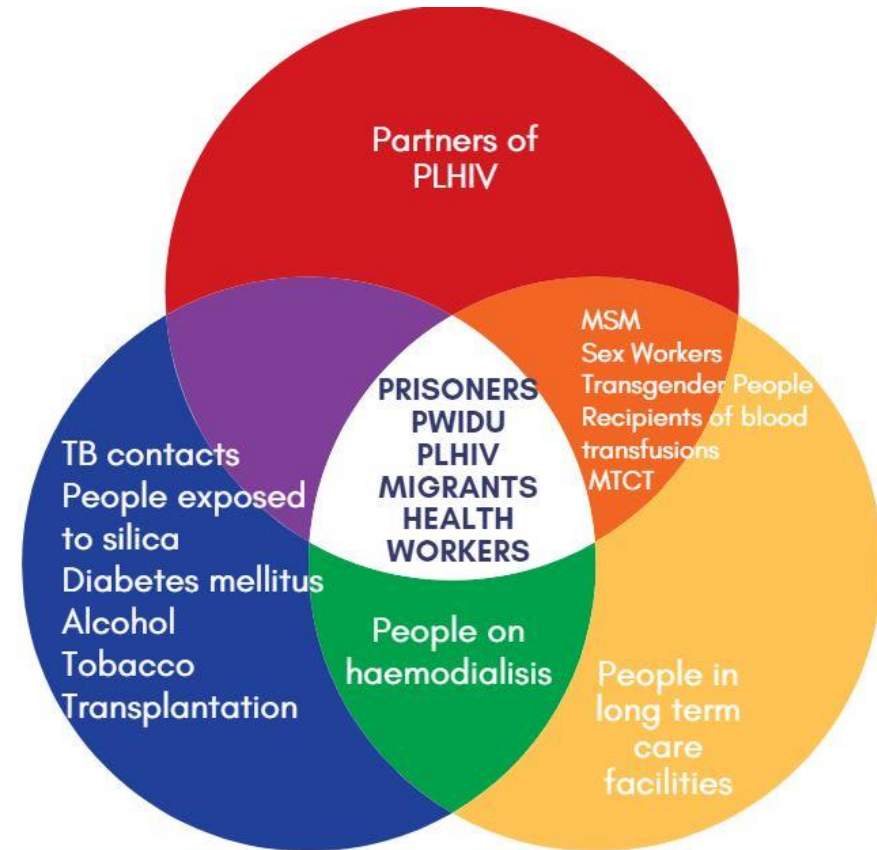 Partners of
PLHIV
MSM
Sex Workers
Transgender People
Recipients of blood
transfusions
MTCT
PRISONERS
PWIDU
PLHIV
MIGRANTS
HEALTH
WORKERS
TB contacts
People exposed
to silica
Diabetes mellitus
Alcohol
Tobacco
Transplantation
People on
haemodialisis
People in
long term
care
facilities